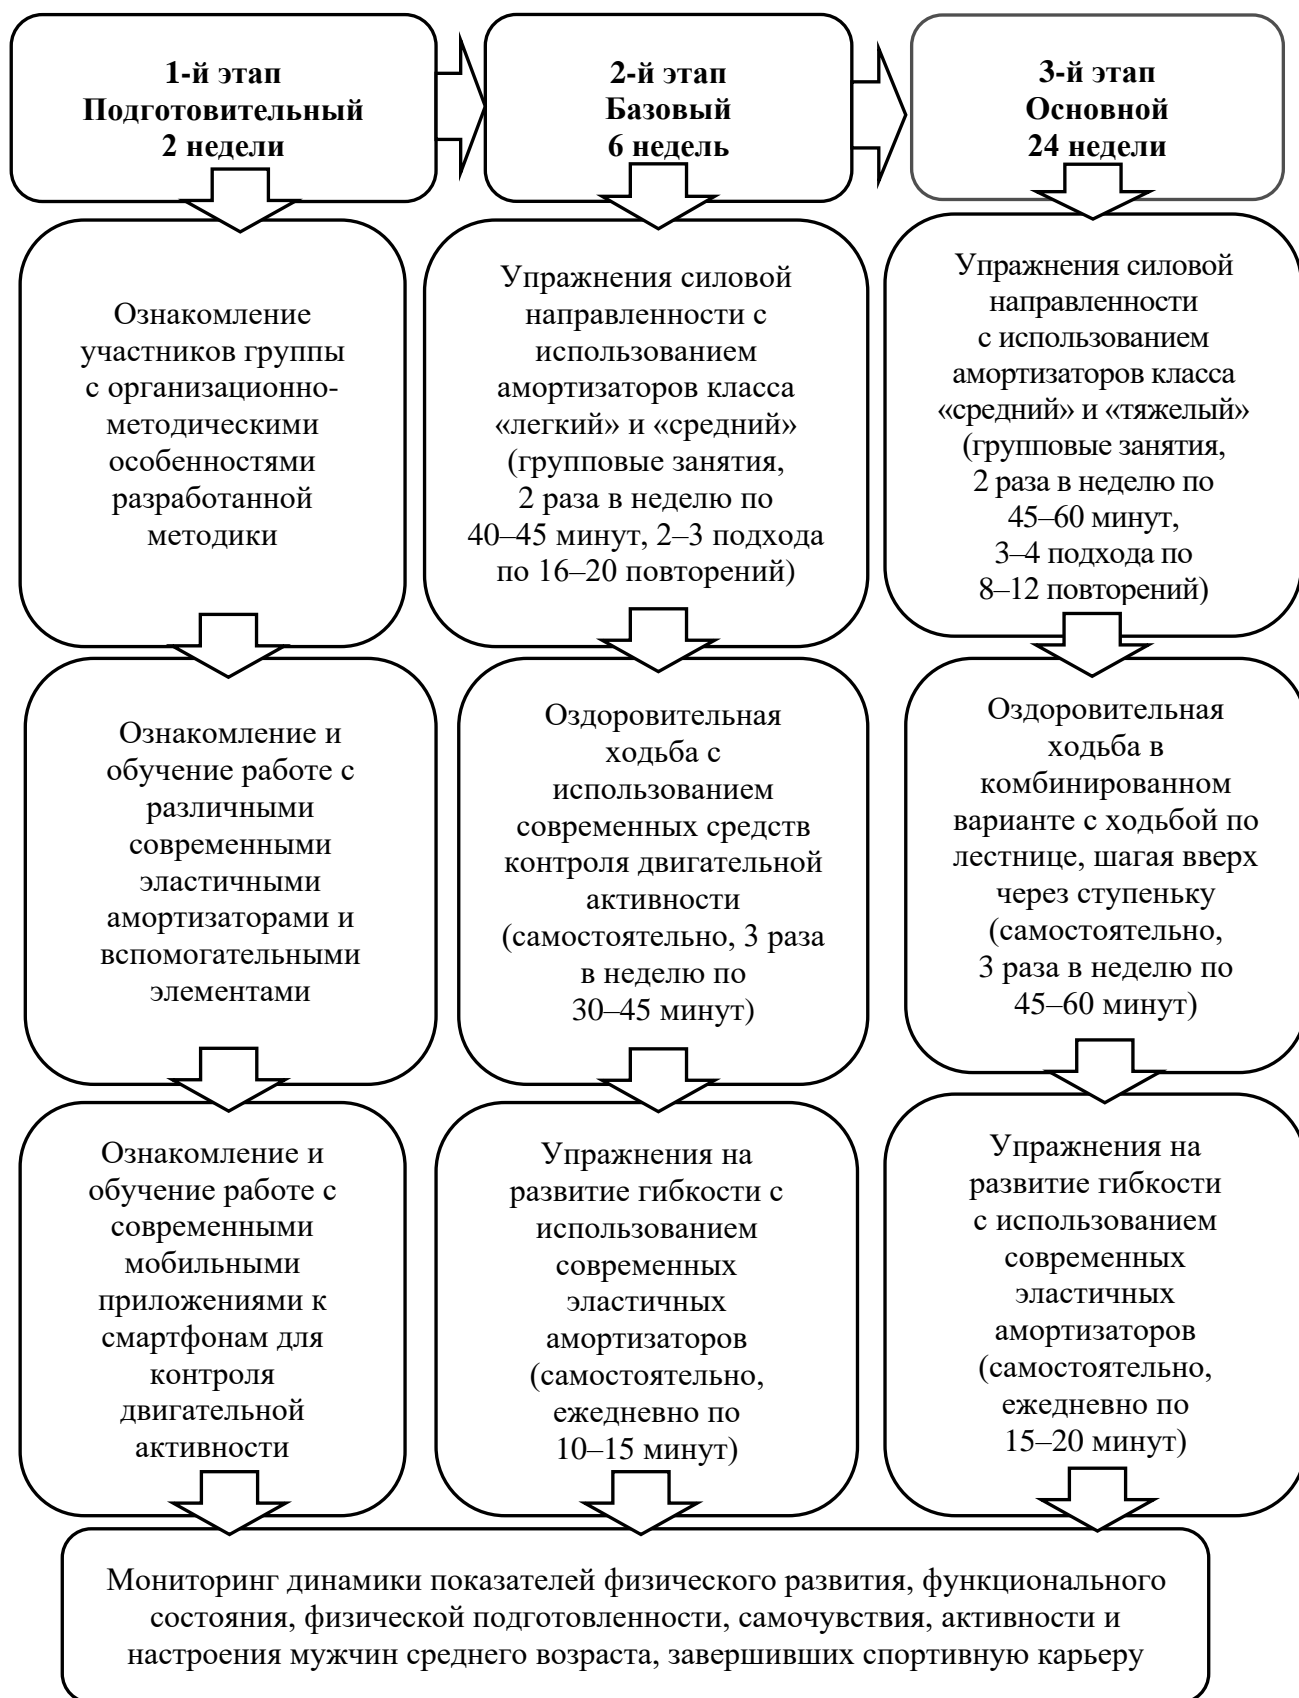 1-й этап
Подготовительный
2 недели
2-й этап
Базовый
6 недель
3-й этап
Основной
24 недели
Ознакомление
участников группы
с организационно-
методическими
особенностями
разработанной
методики
Упражнения силовой
направленности с
использованием
амортизаторов класса
«легкий» и «средний»
(групповые занятия,
2 раза в неделю по
40–45 минут, 2–3 подхода
по 16–20 повторений)
Упражнения силовой
направленности
с использованием
амортизаторов класса
«средний» и «тяжелый»
(групповые занятия,
2 раза в неделю по
45–60 минут,
3–4 подхода по
8–12 повторений)
Ознакомление и
обучение работе с
различными
современными
эластичными
амортизаторами и
вспомогательными
элементами
Оздоровительная
ходьба с
использованием
современных средств
контроля двигательной
активности
(самостоятельно, 3 раза
в неделю по
30–45 минут)
Оздоровительная
ходьба в
комбинированном
варианте с ходьбой по
лестнице, шагая вверх
через ступеньку
(самостоятельно,
3 раза в неделю по
45–60 минут)
Ознакомление и
обучение работе с
современными
мобильными
приложениями к
смартфонам для
контроля
двигательной
активности
Упражнения на
развитие гибкости с
использованием
современных
эластичных
амортизаторов
(самостоятельно,
ежедневно по
10–15 минут)
Упражнения на
развитие гибкости
с использованием
современных
эластичных
амортизаторов
(самостоятельно,
ежедневно по
15–20 минут)
Мониторинг динамики показателей физического развития, функционального
состояния, физической подготовленности, самочувствия, активности и
настроения мужчин среднего возраста, завершивших спортивную карьеру